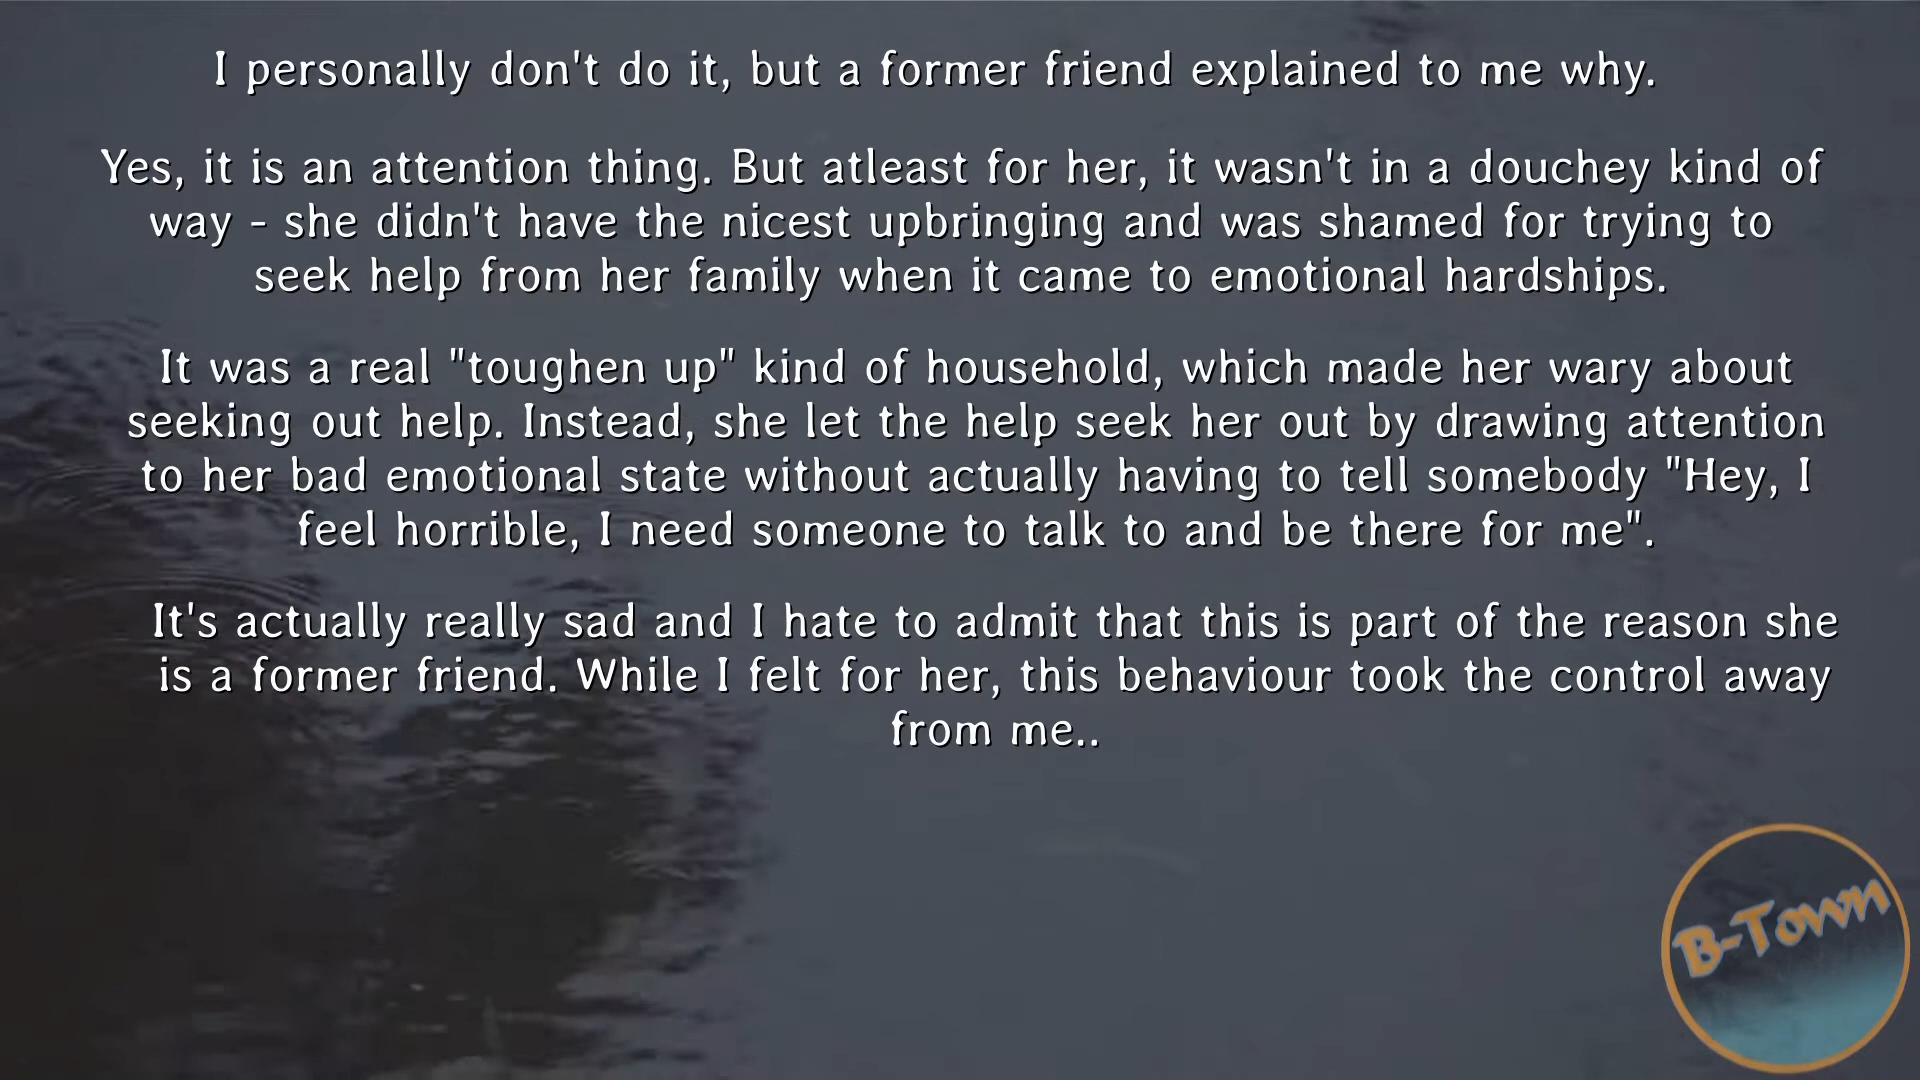 I personally don't do it, but a former friend explained to me why.
Yes, it is an attention thing. But atleast for her, it wasn't in a douchey kind of
way - she didn't have the nicest upbringing and was shamed for trying to
seek help from her family when it came to emotional hardships.
It was a real "toughen up" kind of household, which made her wary about
seeking out help. Instead, she let the help seek her out by drawing attention
to her bad emotional state without actually having to tell somebody "Hey, I
feel horrible, I need someone to talk to and be there for me".
It's actually really sad and I hate to admit that this is part of the reason she
is a former friend. While I felt for her, this behaviour took the control away
from me..
B-Town